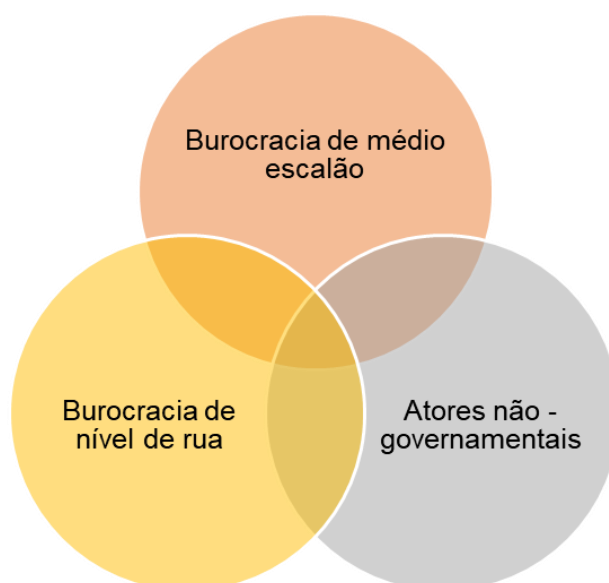 Burocracia de médio
escalão
Burocracia de
nível de rua
Atores não -
governamentais